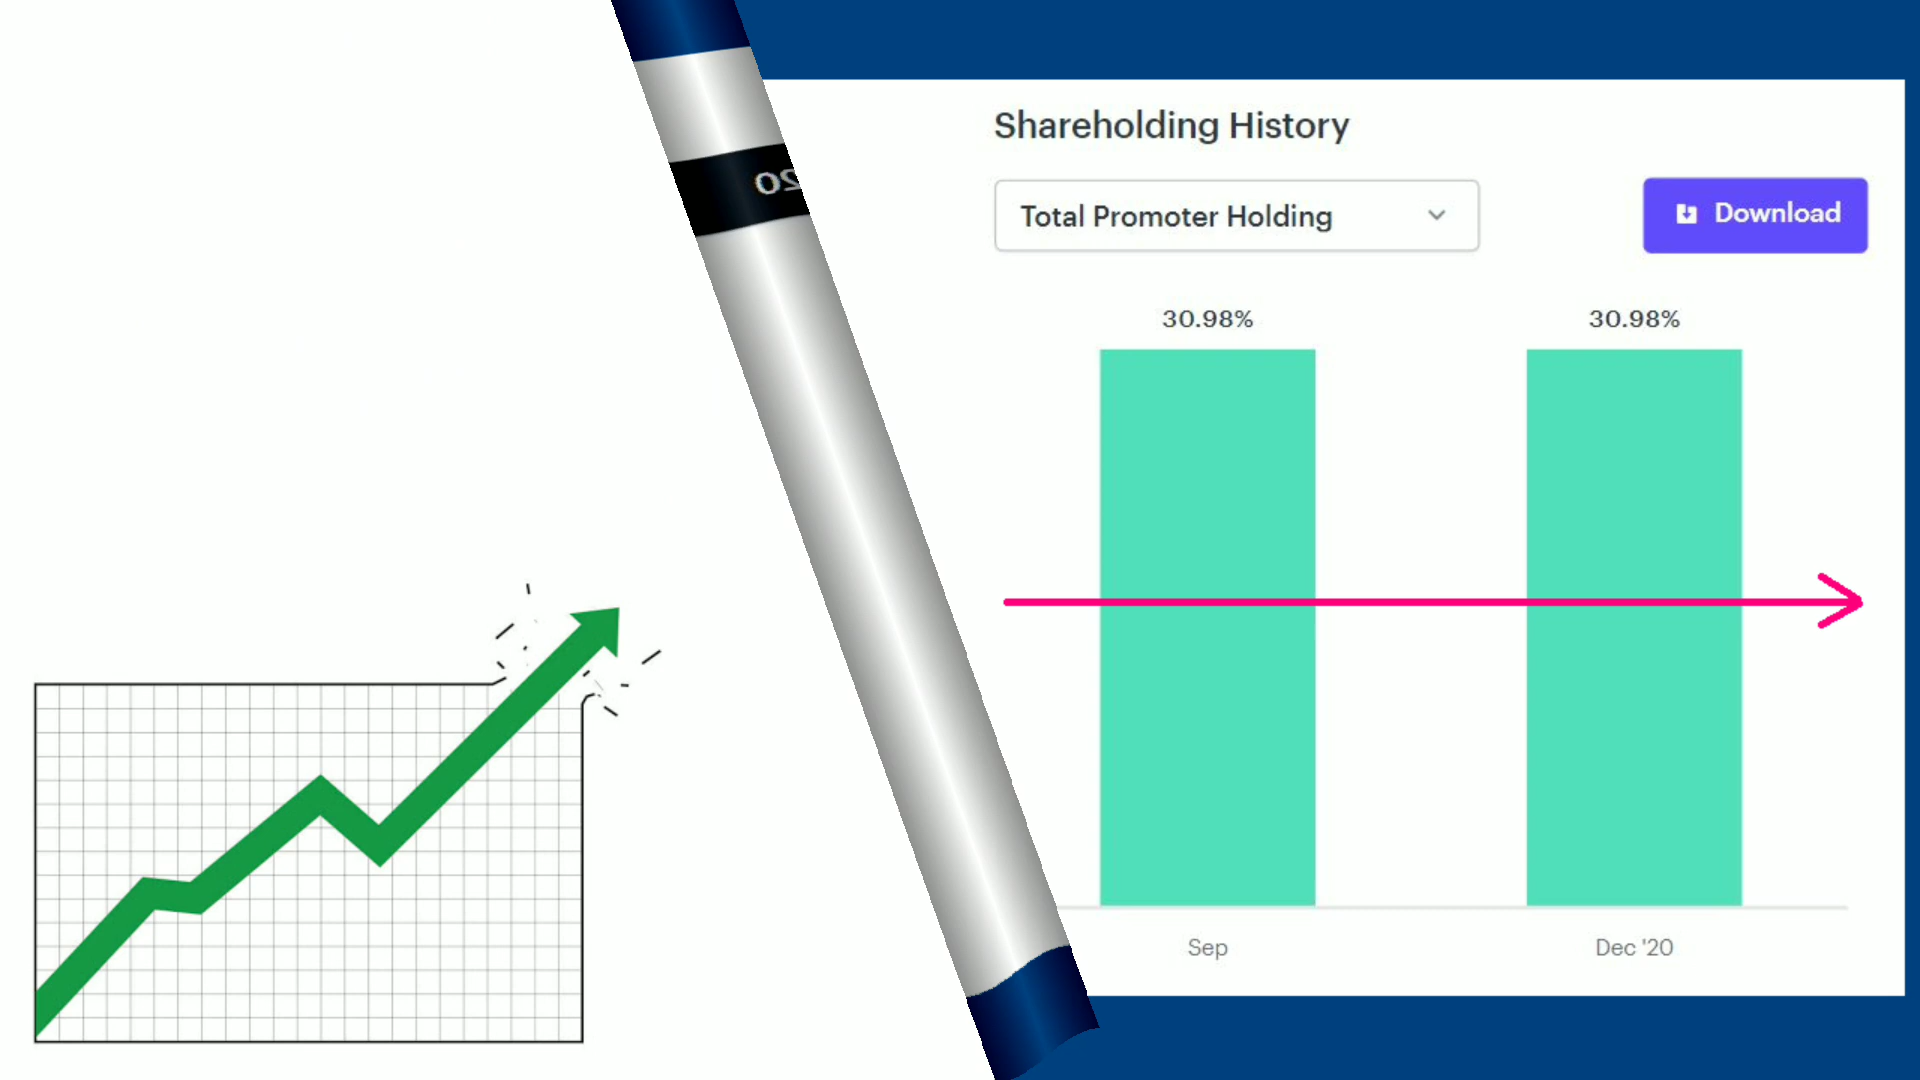 Shareholding History
Total Promoter Holding
Download
30.98%
30.98%
Sep
Dec '20